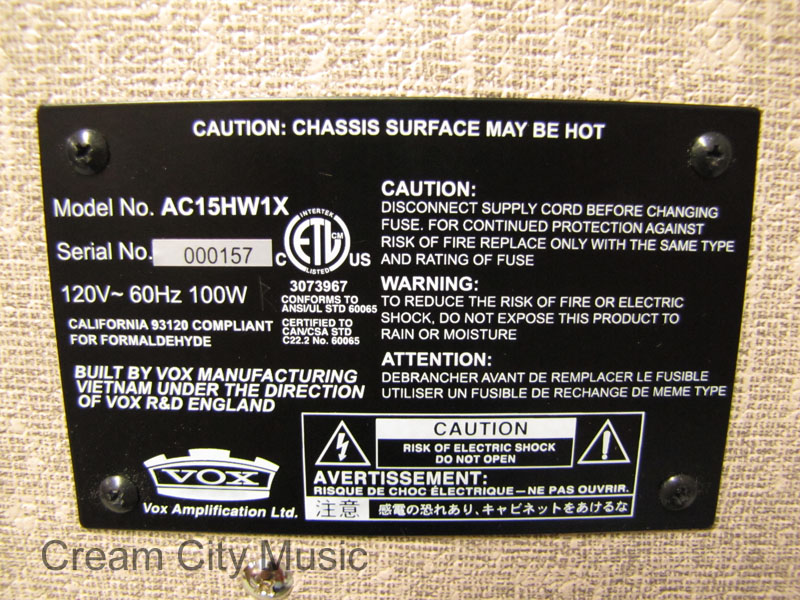 CAUTION: CHASSIS SURFACE MAY BE HOT
Model No. AC15HW1X
Serial No. 000157
120V~ 60Hz 100W
CALIFORNIA 93120 COMPLIANT
FOR FORMALDEHYDE
BUILT BY VOX MANUFACTURING
VIETNAM UNDER THE DIRECTION
OF VOX R&D ENGLAND
INTERTEK
C ETL CM US
LISTED
3073967
CONFORMS TO
ANSI/UL STD 60065
CERTIFIED TO
CAN/CSA STD
C22.2 No. 60065
CAUTION:
DISCONNECT SUPPLY CORD BEFORE CHANGING
FUSE. FOR CONTINUED PROTECTION AGAINST
RISK OF FIRE REPLACE ONLY WITH THE SAME TYPE
AND RATING OF FUSE
WARNING:
TO REDUCE THE RISK OF FIRE OR ELECTRIC
SHOCK, DO NOT EXPOSE THIS PRODUCT TO
RAIN OR MOISTURE
ATTENTION:
DEBRANCHER AVANT DE REMPLACER LE FUSIBLE
UTILISER UN FUSIBLE DE RECHANGE DE MEME TYPE
CAUTION
RISK OF ELECTRIC SHOCK
DO NOT OPEN
AVERTISSEMENT:
RISQUE DE CHOC ÉLECTRIQUE—NE PAS OUVRIR.
注意 感電の恐れあり、キャビネットをあけるな
VOX
Vox Amplification Ltd.
Cream City Music